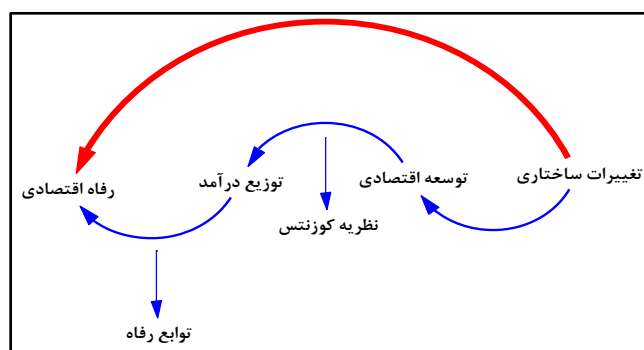 تغییرات ساختاری
توسعه اقتصادی
توزیع درآمد
رفاه اقتصادی
نظریه کوزنتس
توابع رفاه